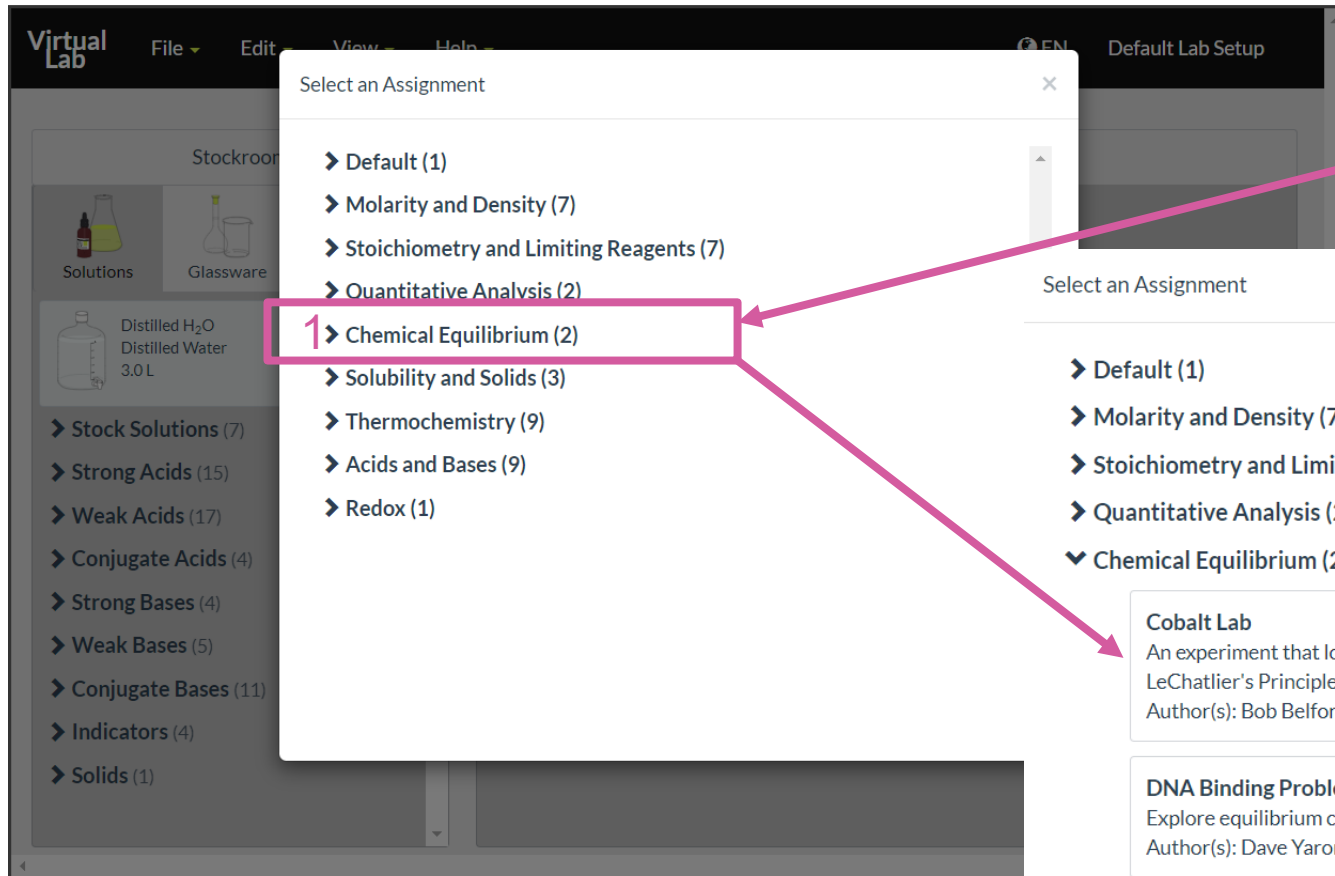 Virtual Lab
File
Edit
View
Help
EN
Default Lab Setup
Stockroom
Solutions
Glassware
Distilled H₂O
Distilled Water
3.0 L
Stock Solutions (7)
Strong Acids (15)
Weak Acids (17)
Conjugate Acids (4)
Strong Bases (4)
Weak Bases (5)
Conjugate Bases (11)
Indicators (4)
Solids (1)
Select an Assignment
×
Default (1)
Molarity and Density (7)
Stoichiometry and Limiting Reagents (7)
Quantitative Analysis (2)
1 Chemical Equilibrium (2)
Solubility and Solids (3)
Thermochemistry (9)
Acids and Bases (9)
Redox (1)
Select an Assignment
Default (1)
Molarity and Density (7
Stoichiometry and Limi
Quantitative Analysis (2
Chemical Equilibrium (2
Cobalt Lab
An experiment that lo
LeChatlier's Principle
Author(s): Bob Belfor
DNA Binding Proble
Explore equilibrium c
Author(s): Dave Yaron